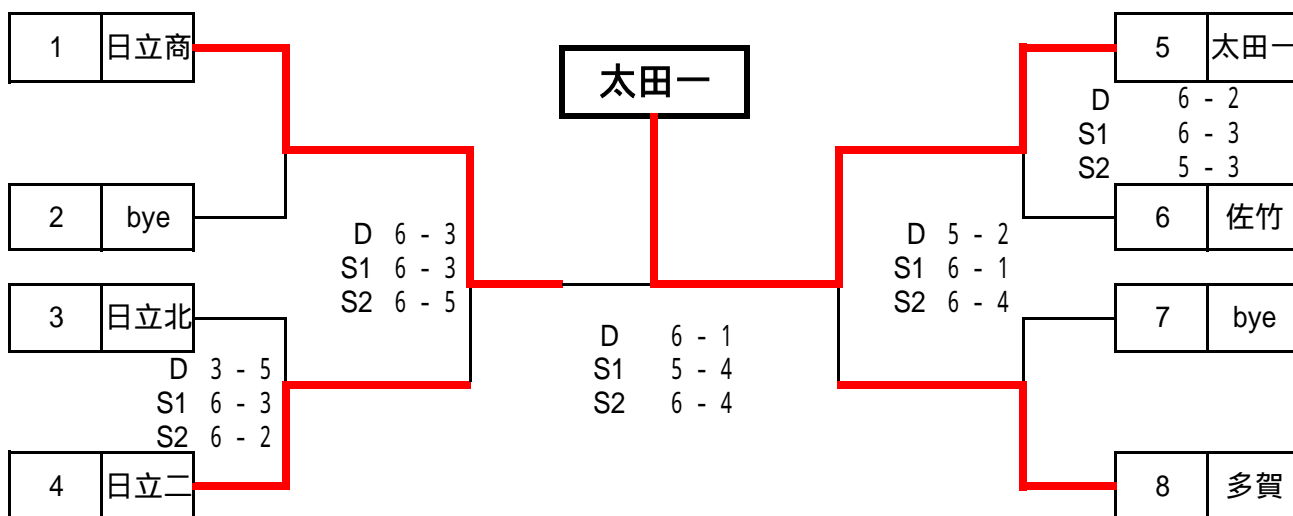 1 日立商
2 bye
D 6 - 3
S1 6 - 3
S2 6 - 5
3 日立北
D 3 - 5
S1 6 - 3
S2 6 - 2
4 日立二
太田一
D 6 - 1
S1 5 - 4
S2 6 - 4
5 太田一
D 6 - 2
S1 6 - 3
S2 5 - 3
6 佐竹
D 5 - 2
S1 6 - 1
S2 6 - 4
7 bye
8 多賀